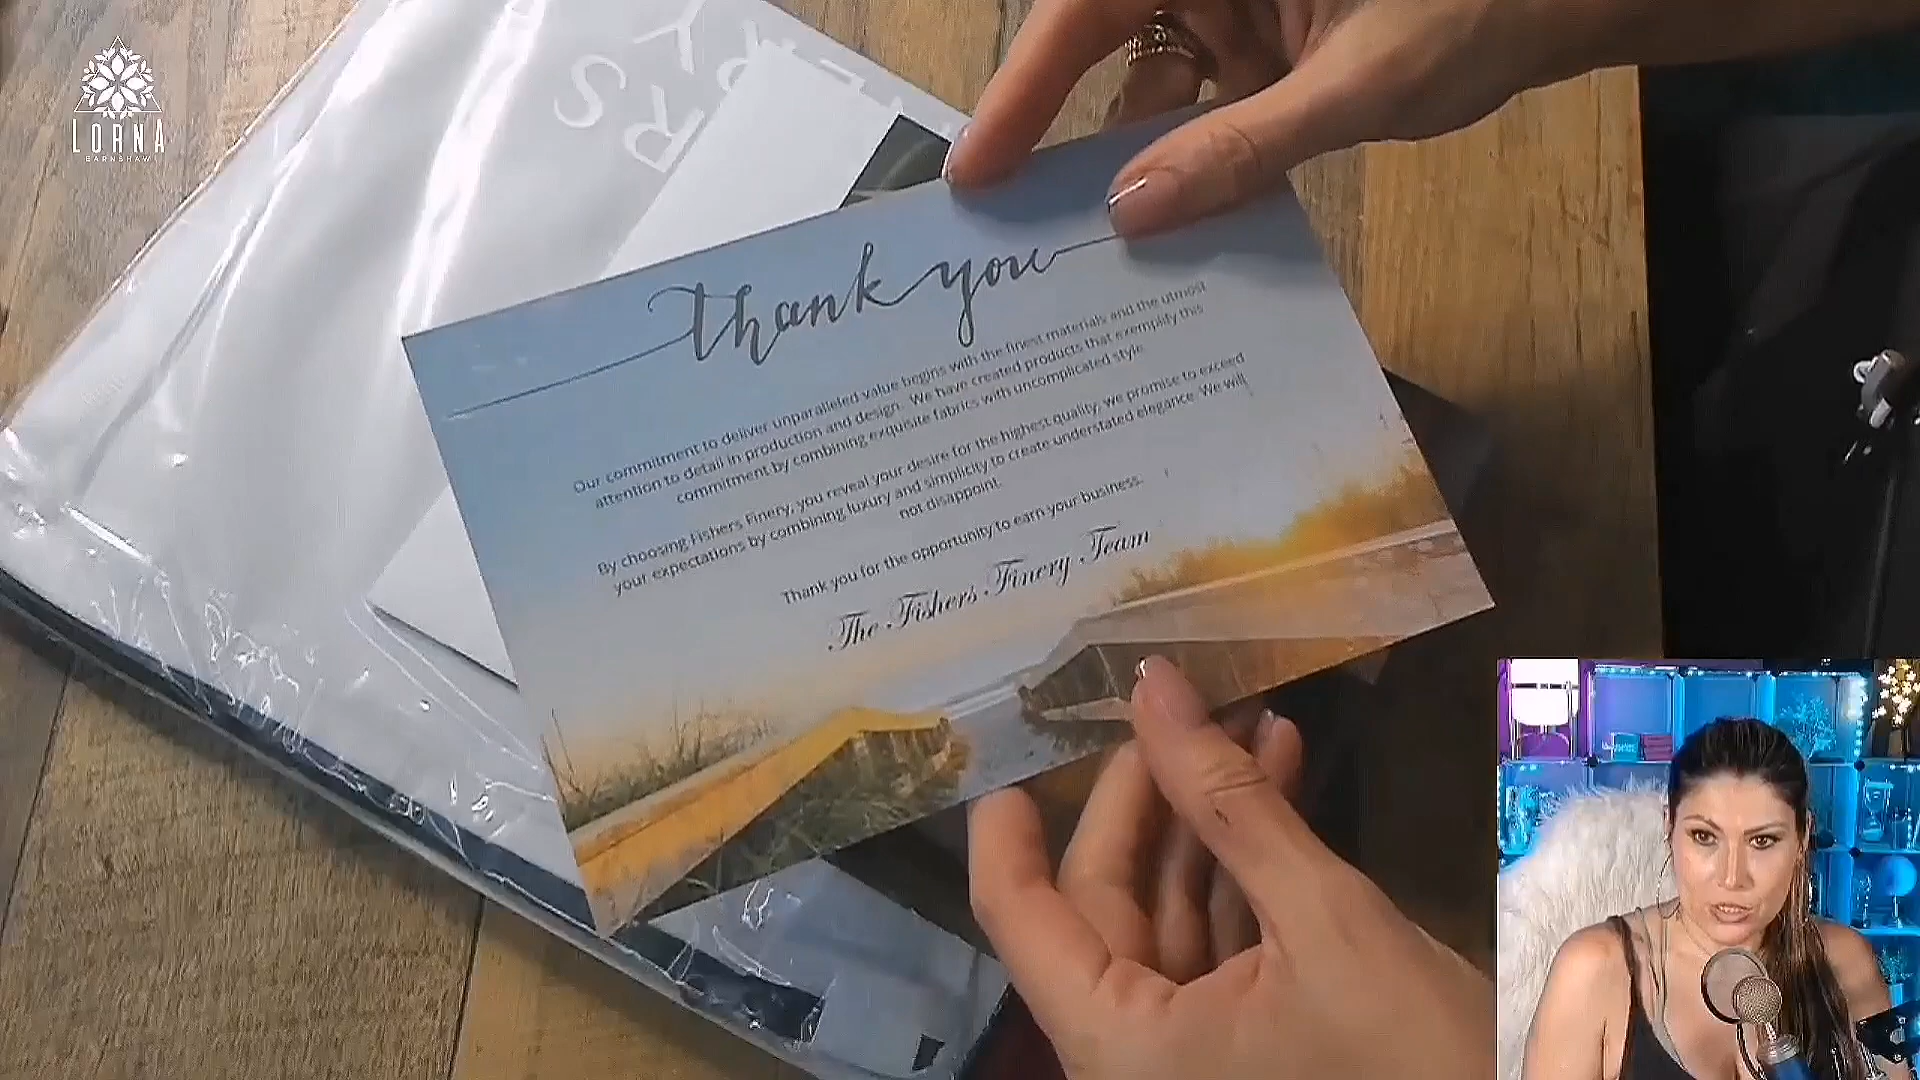 LORNA
EARNSHAW
Thank you
Our commitment to deliver unparalleled value begins with the finest materials and the utmost
attention to detail in production and design. We have created products that exemplify this
commitment by combining exquisite fabrics with uncomplicated style.
By choosing Fishers Finery, you reveal your desire for the highest quality, we promise to exceed
your expectations by combining luxury and simplicity to create understated elegance. We will
not disappoint.
Thank you for the opportunity to earn your business.
The Fishers Finery Team